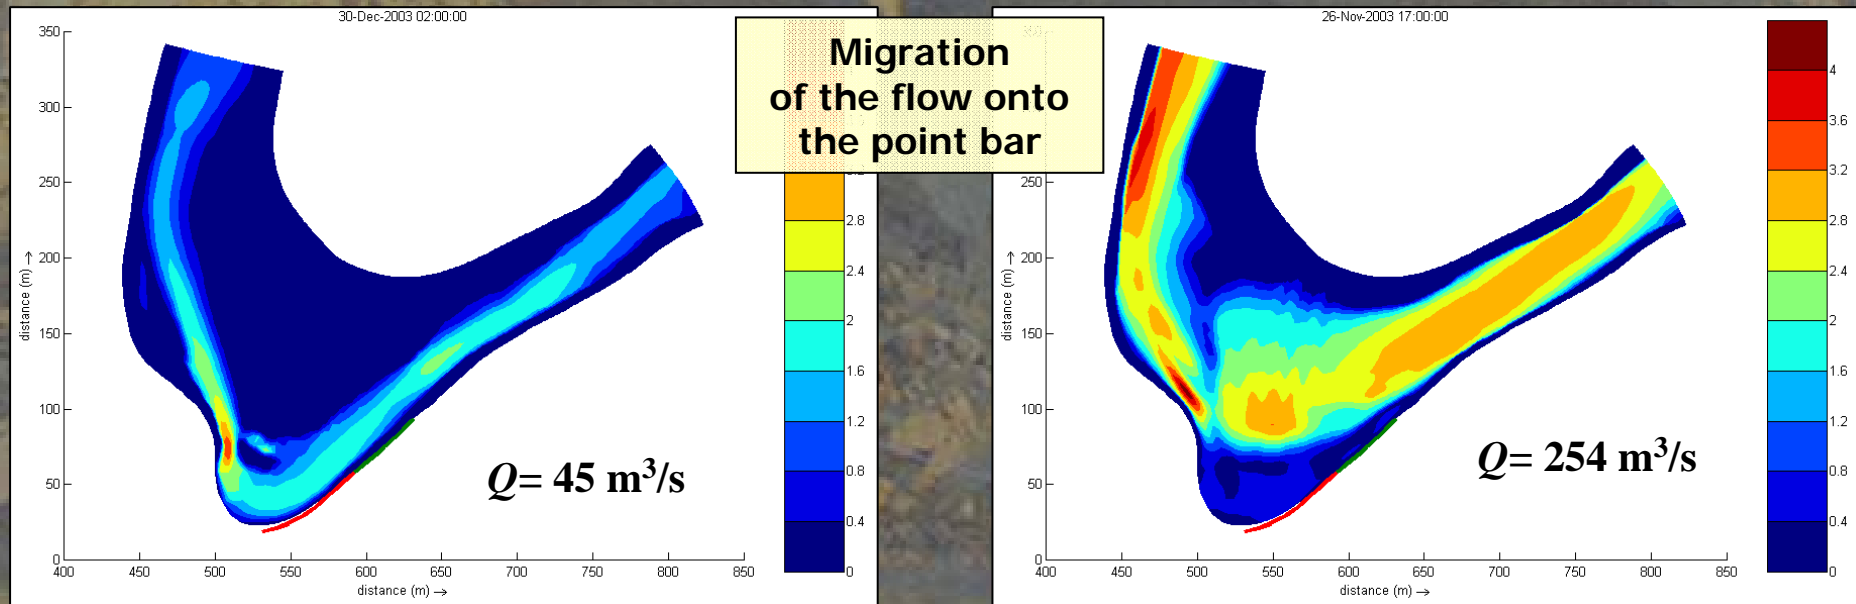 30-Dec-2003 02:00:00
Migration
of the flow onto
the point bar
26-Nov-2003 17:00:00
350
300
250
200
150
100
50
0
distance (m) →
400 450 500 550 600 650 700 750 800 850
distance (m) →
Q= 45 m³/s
2.8
2.4
2
1.6
1.2
0.8
0.4
0
250
200
150
100
50
0
distance (m) →
400 450 500 550 600 650 700 750 800 850
distance (m) →
Q= 254 m³/s
4
3.6
3.2
2.8
2.4
2
1.6
1.2
0.8
0.4
0